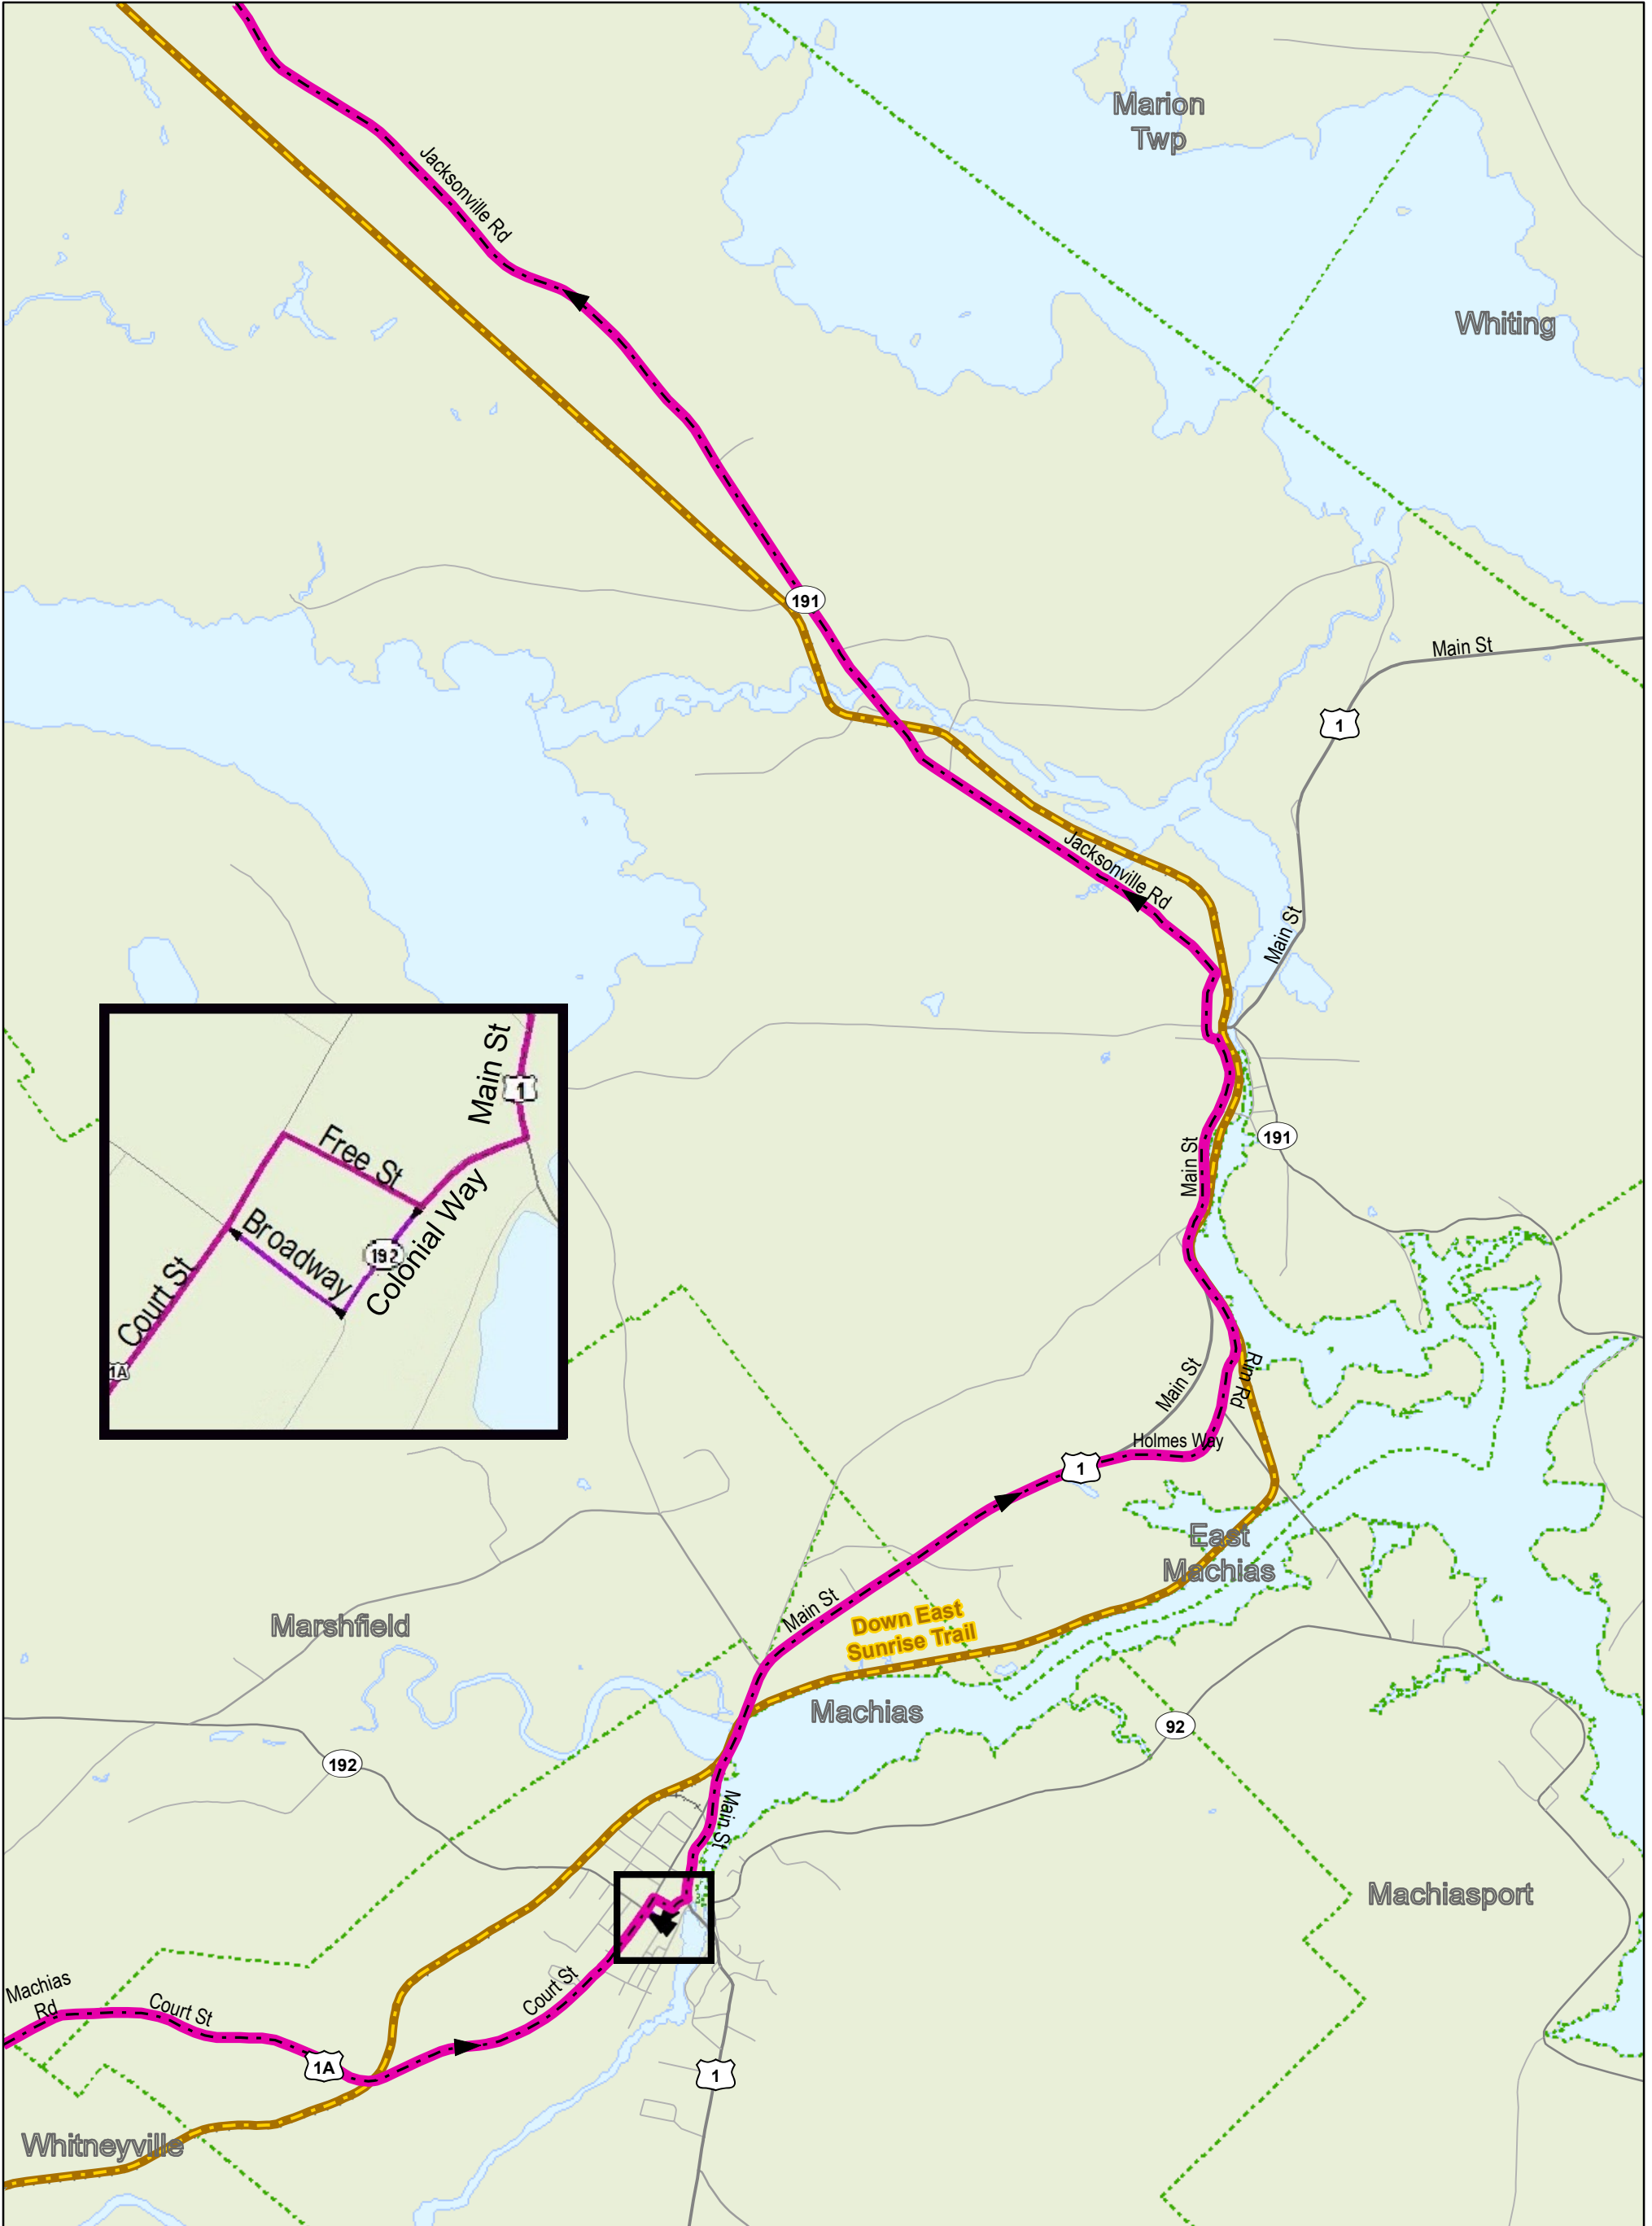 Marion
Twp
Jacksonville Rd
Whiting
191
Main St
1
Jacksonville Rd
Main St
Main St
1
Free St
191
Main St
Broadway
192
Colonial Way
Court St
1A
Rim Rd
Main St
Holmes Way
1
East
Machias
Main St
Down East
Sunrise Trail
Marshfield
Machias
92
192
Main St
Machiasport
Machias
Rd
Court St
Court St
1A
1
Whitneyville